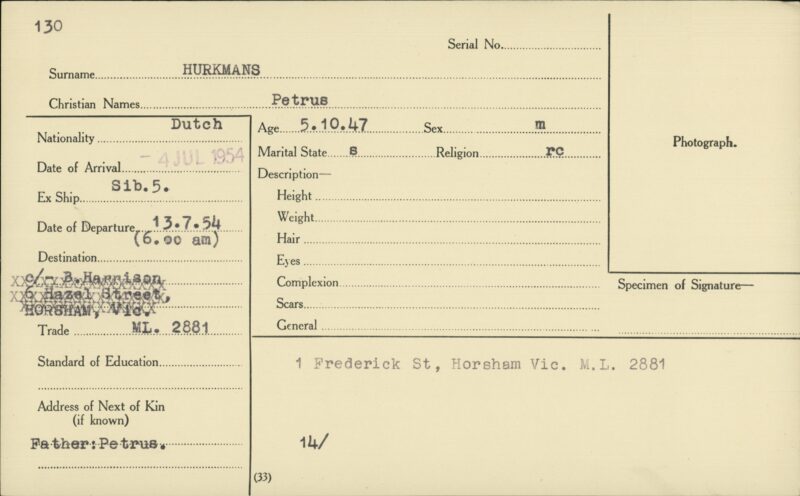 130
Serial No.
Surname HURKMANS
Christian Names Petrus
Nationality Dutch
Date of Arrival - 4 JUL 1954
Ex Ship Sib.5.
Date of Departure 13.7.54
(6.00 am)
Destination
c/- B.Harrison
6 Hazel Street,
HORSHAM, Vic.
Trade ML. 2881
Standard of Education
Address of Next of Kin
(if known)
Father:Petrus.
Age 5.10.47 Sex m
Marital State s Religion rc
Description—
Height
Weight
Hair
Eyes
Complexion
Scars
General
Photograph.
Specimen of Signature—
1 Frederick St, Horsham Vic. M.L. 2881
14/
(33)